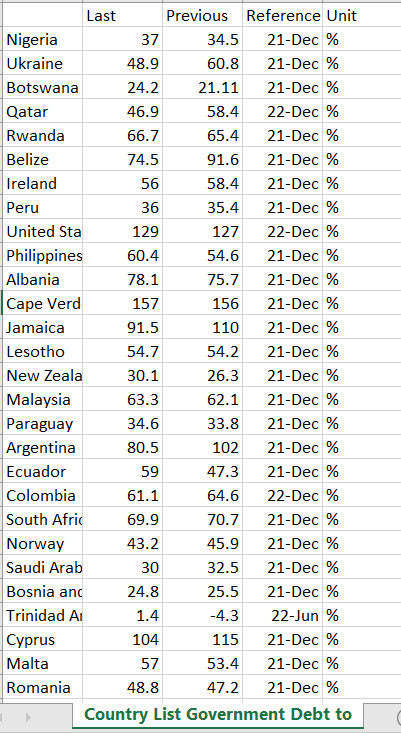 Last Previous Reference Unit
Nigeria 37 34.5 21-Dec %
Ukraine 48.9 60.8 21-Dec %
Botswana 24.2 21.11 21-Dec %
Qatar 46.9 58.4 22-Dec %
Rwanda 66.7 65.4 21-Dec %
Belize 74.5 91.6 21-Dec %
Ireland 56 58.4 21-Dec %
Peru 36 35.4 21-Dec %
United Sta 129 127 22-Dec %
Philippines 60.4 54.6 21-Dec %
Albania 78.1 75.7 21-Dec %
Cape Verd 157 156 21-Dec %
Jamaica 91.5 110 21-Dec %
Lesotho 54.7 54.2 21-Dec %
New Zeala 30.1 26.3 21-Dec %
Malaysia 63.3 62.1 21-Dec %
Paraguay 34.6 33.8 21-Dec %
Argentina 80.5 102 21-Dec %
Ecuador 59 47.3 21-Dec %
Colombia 61.1 64.6 22-Dec %
South Afric 69.9 70.7 21-Dec %
Norway 43.2 45.9 21-Dec %
Saudi Arab 30 32.5 21-Dec %
Bosnia and 24.8 25.5 21-Dec %
Trinidad A 1.4 -4.3 22-Jun %
Cyprus 104 115 21-Dec %
Malta 57 53.4 21-Dec %
Romania 48.8 47.2 21-Dec %
Country List Government Debt to